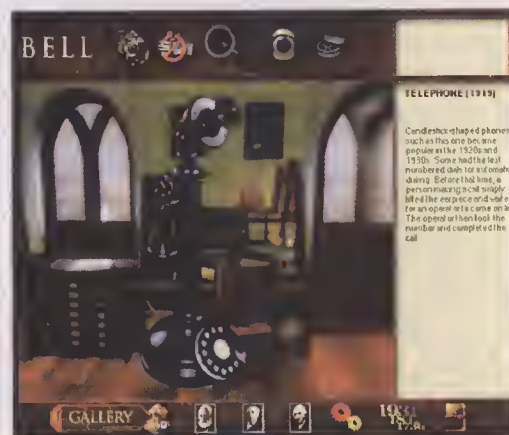 BELL
TELEPHONE (1919)
Candlestick-shaped phones
such as this one became
popular in the 1920s and
1930s. Some had the first
numbered dials for automatic
dialing. Before that time, a
person making a call simply
lifted the earpiece and
for an operator to come on
The operator then took the
number and completed the
call
GALLERY